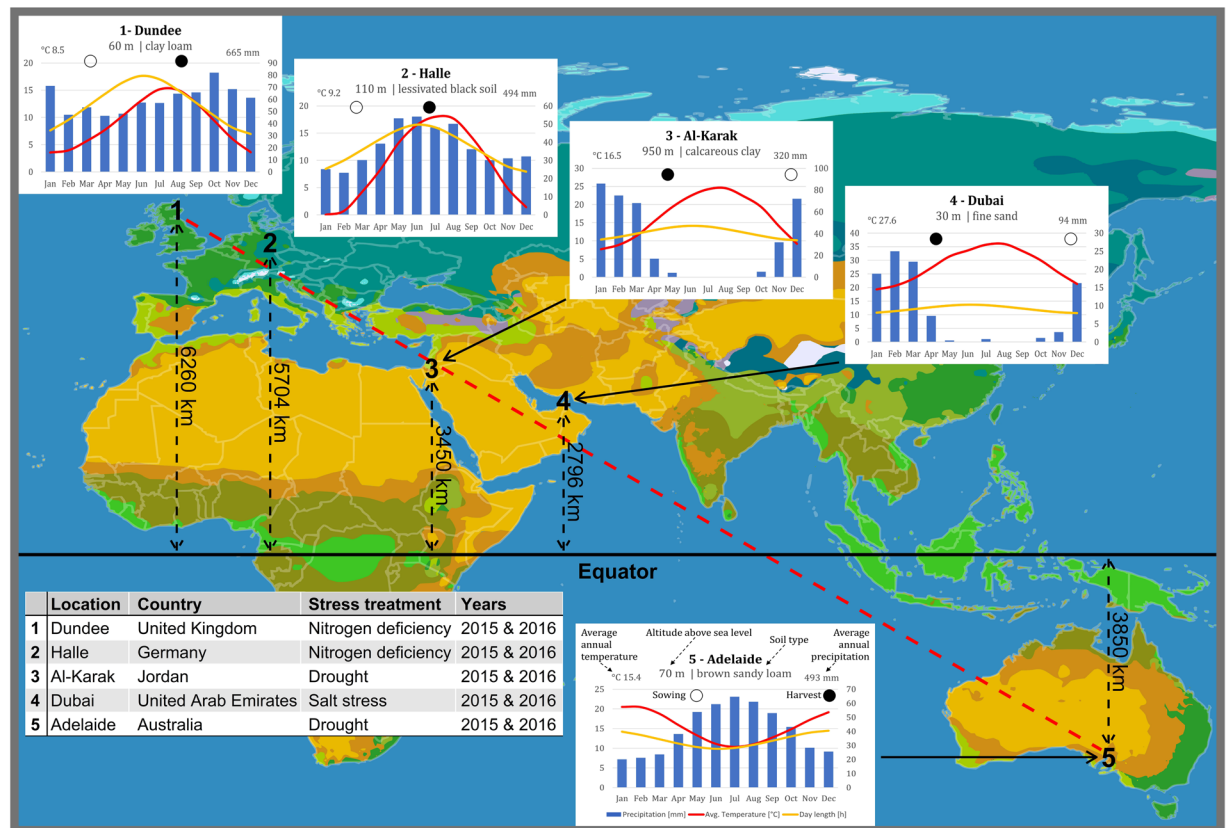 1- Dundee
60 m | clay loam
°C 8.5
665 mm
20
15
10
5
0
90
80
70
60
50
40
30
20
10
0
Jan Feb Mar Apr May Jun Jul Aug Sep Oct Nov Dec
2 - Halle
110 m | lessivated black soil
°C 9.2
494 mm
20
15
10
5
0
60
50
40
30
20
10
0
Jan Feb Mar Apr May Jun Jul Aug Sep Oct Nov Dec
3 - Al-Karak
950 m | calcareous clay
°C 16.5
320 mm
30
25
20
15
10
5
0
100
80
60
40
20
0
Jan Feb Mar Apr May Jun Jul Aug Sep Oct Nov Dec
4 - Dubai
30 m | fine sand
°C 27.6
94 mm
40
35
30
25
20
15
10
5
0
30
25
20
15
10
5
0
Jan Feb Mar Apr May Jun Jul Aug Sep Oct Nov Dec
1
2
3
4
6260 km
5704 km
3450 km
2796 km
Equator
3850 km
5
Location Country Stress treatment Years
1 Dundee United Kingdom Nitrogen deficiency 2015 & 2016
2 Halle Germany Nitrogen deficiency 2015 & 2016
3 Al-Karak Jordan Drought 2015 & 2016
4 Dubai United Arab Emirates Salt stress 2015 & 2016
5 Adelaide Australia Drought 2015 & 2016
Average annual temperature
Altitude above sea level
Soil type
Average annual precipitation
5 - Adelaide
°C 15.4
70 m | brown sandy loam
493 mm
Sowing
Harvest
25
20
15
10
5
0
70
60
50
40
30
20
10
0
Jan Feb Mar Apr May Jun Jul Aug Sep Oct Nov Dec
Precipitation [mm] Avg. Temperature [°C] Day length [h]